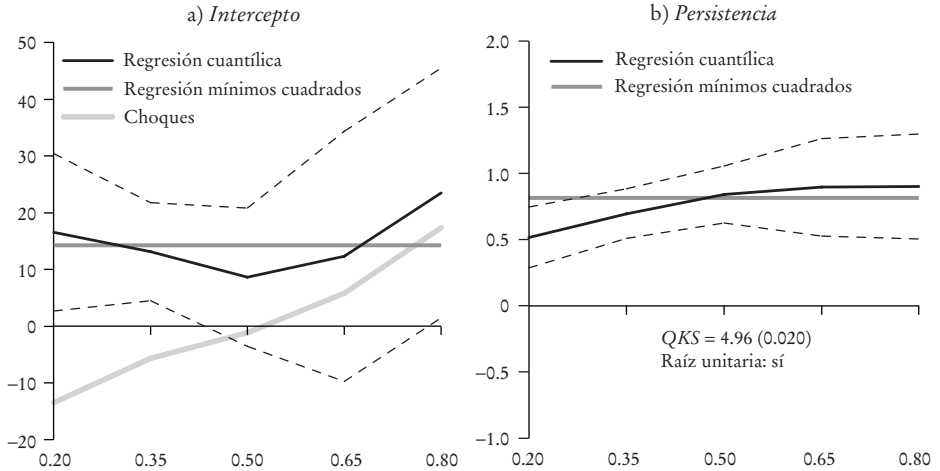 a) Intercepto
50
40
30
20
10
0
−10
−20
0.20 0.35 0.50 0.65 0.80
Regresión cuantílica
Regresión mínimos cuadrados
Choques
b) Persistencia
2.0
1.5
1.0
0.5
0
−0.5
−1.0
0.20 0.35 0.50 0.65 0.80
Regresión cuantílica
Regresión mínimos cuadrados
QKS = 4.96 (0.020)
Raíz unitaria: sí